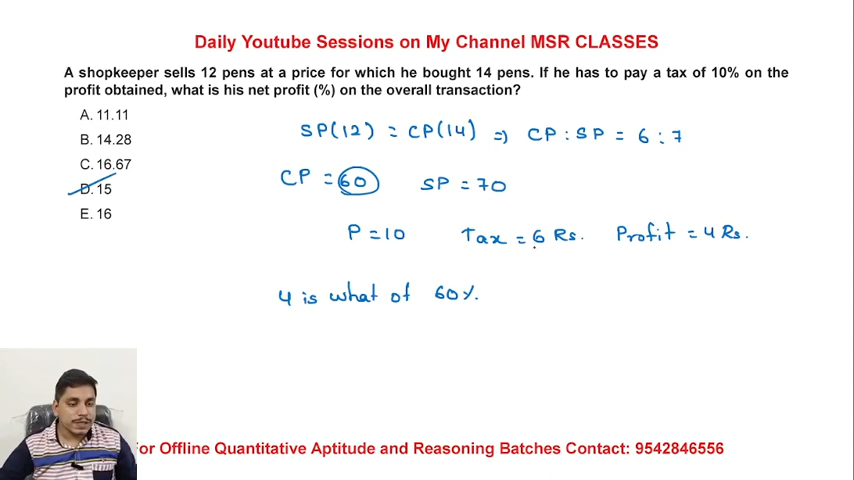 Daily Youtube Sessions on My Channel MSR CLASSES
A shopkeeper sells 12 pens at a price for which he bought 14 pens. If he has to pay a tax of 10% on the
profit obtained, what is his net profit (%) on the overall transaction?
A. 11.11
B. 14.28
C. 16.67
D. 15
E. 16
SP(12) = CP(14) => CP : SP = 6 : 7
CP = 60 SP = 70
P = 10 Tax = 6 Rs. Profit = 4 Rs.
4 is what of 60%.
For Offline Quantitative Aptitude and Reasoning Batches Contact: 9542846556